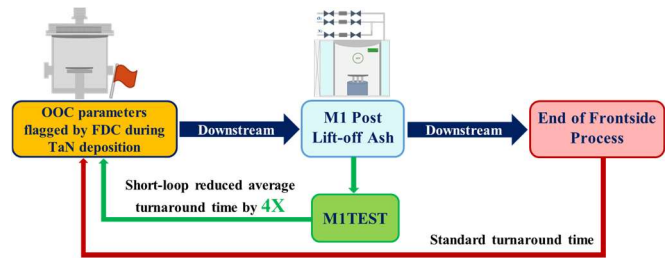 OOC parameters
flagged by FDC during
TaN deposition
Downstream
M1 Post
Lift-off Ash
Downstream
End of Frontside
Process
Short-loop reduced average
turnaround time by 4X
M1TEST
Standard turnaround time